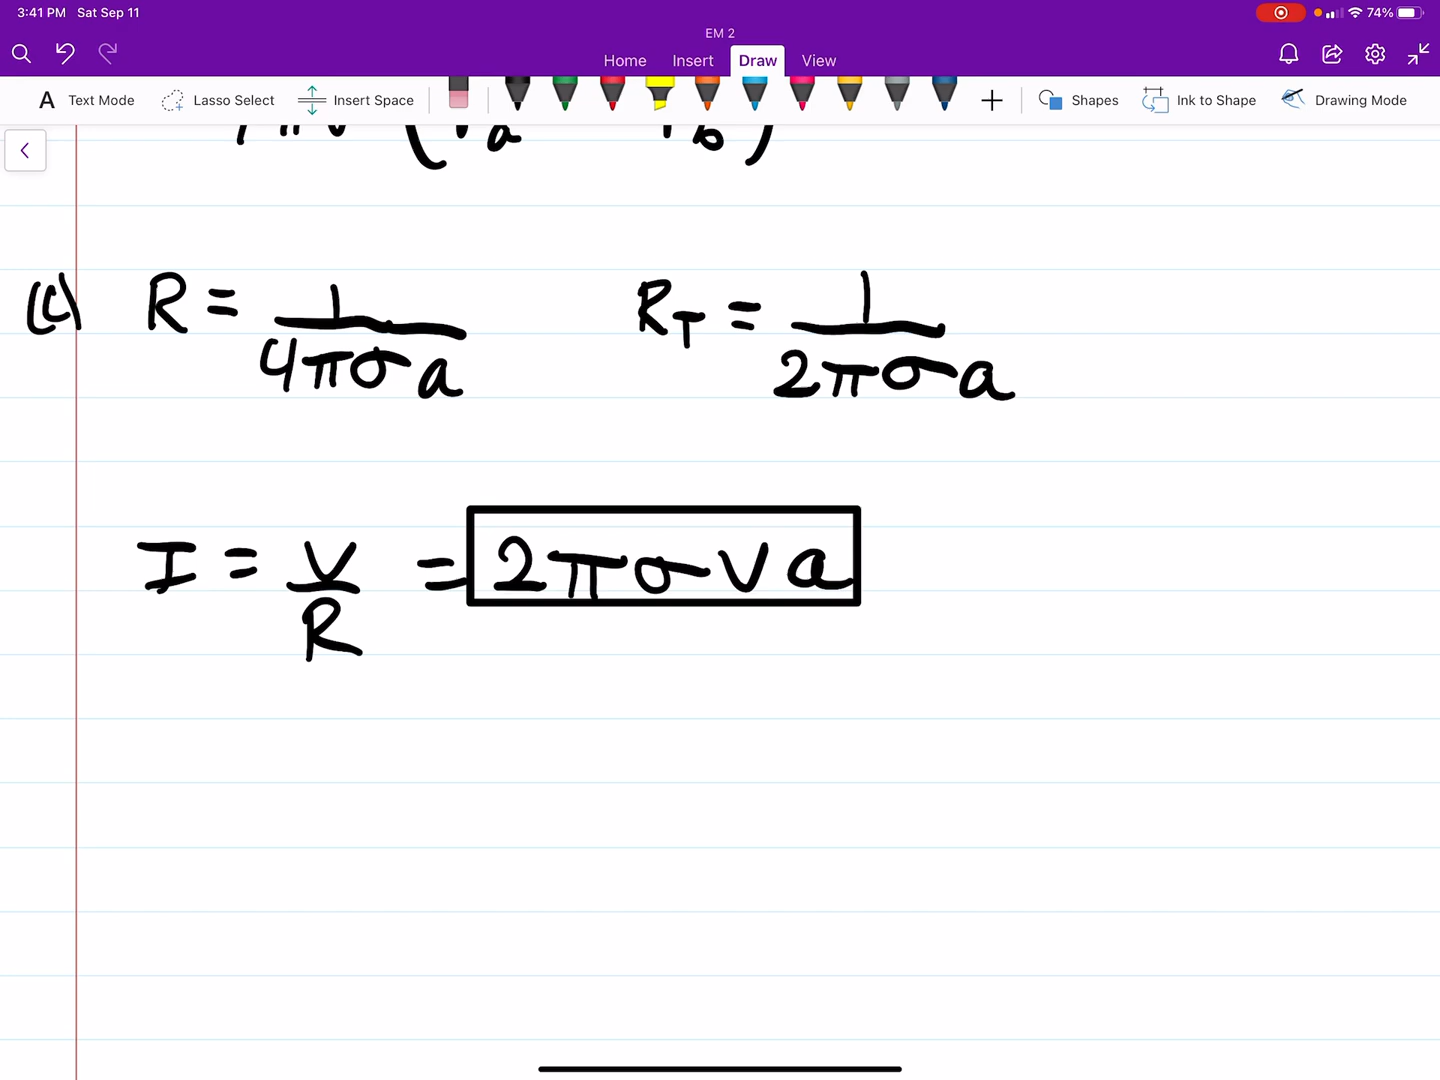 3:41 PM Sat Sep 11 74%
EM 2
Home Insert Draw View
A Text Mode Lasso Select Insert Space Shapes Ink to Shape Drawing Mode
(c) R = 1/4πσa R_T = 1/2πσa
I = V/R = 2πσVa